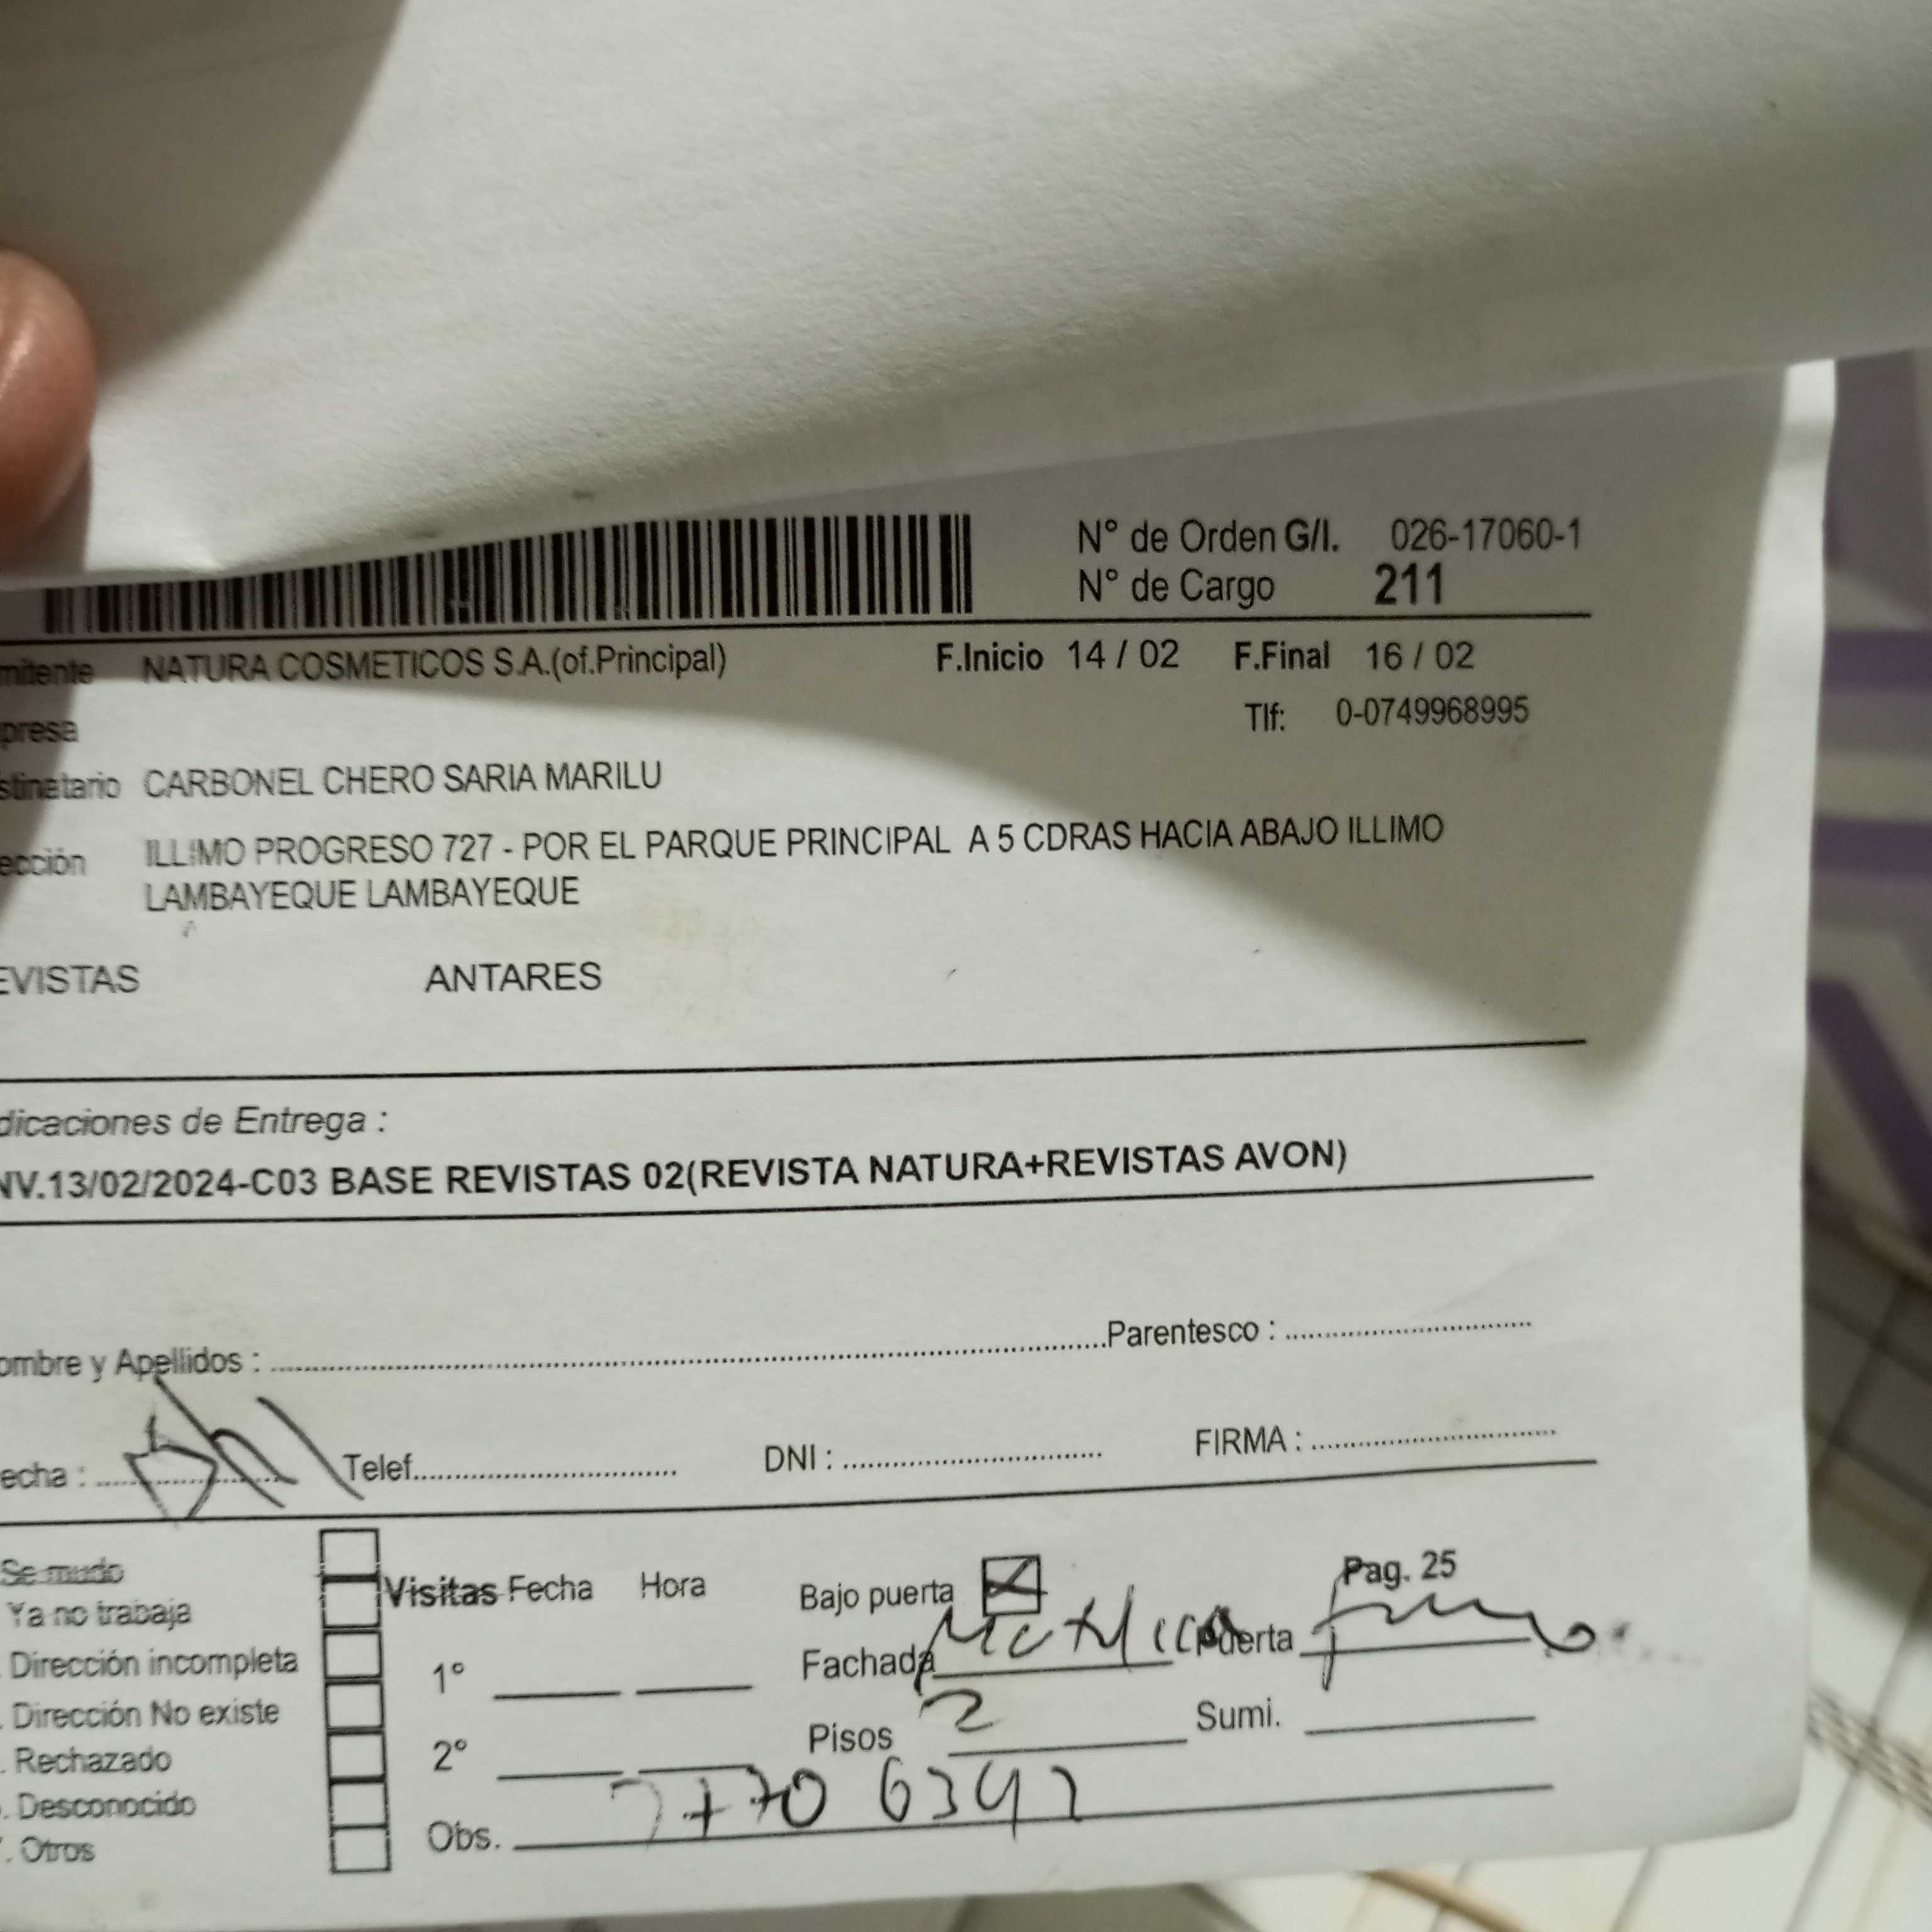 N° de Orden G/I. 026-17060-1
N° de Cargo 211
mitente NATURA COSMETICOS S.A.(of.Principal) F.Inicio 14 / 02 F.Final 16 / 02
presa Tlf: 0-0749968995
stinatario CARBONEL CHERO SARIA MARILU
ección ILLIMO PROGRESO 727 - POR EL PARQUE PRINCIPAL A 5 CDRAS HACIA ABAJO ILLIMO
LAMBAYEQUE LAMBAYEQUE
EVISTAS ANTARES
dicaciones de Entrega :
NV.13/02/2024-C03 BASE REVISTAS 02(REVISTA NATURA+REVISTAS AVON)
ombre y Apellidos : Parentesco :
echa : Telef. DNI : FIRMA :
Se mudo
Ya no trabaja
Dirección incompleta
Dirección No existe
Rechazado
Desconocido
Otros
Visitas Fecha Hora
1°
2°
Bajo puerta Pag. 25
Fachada Puerta
Pisos 2 Sumi.
Obs.